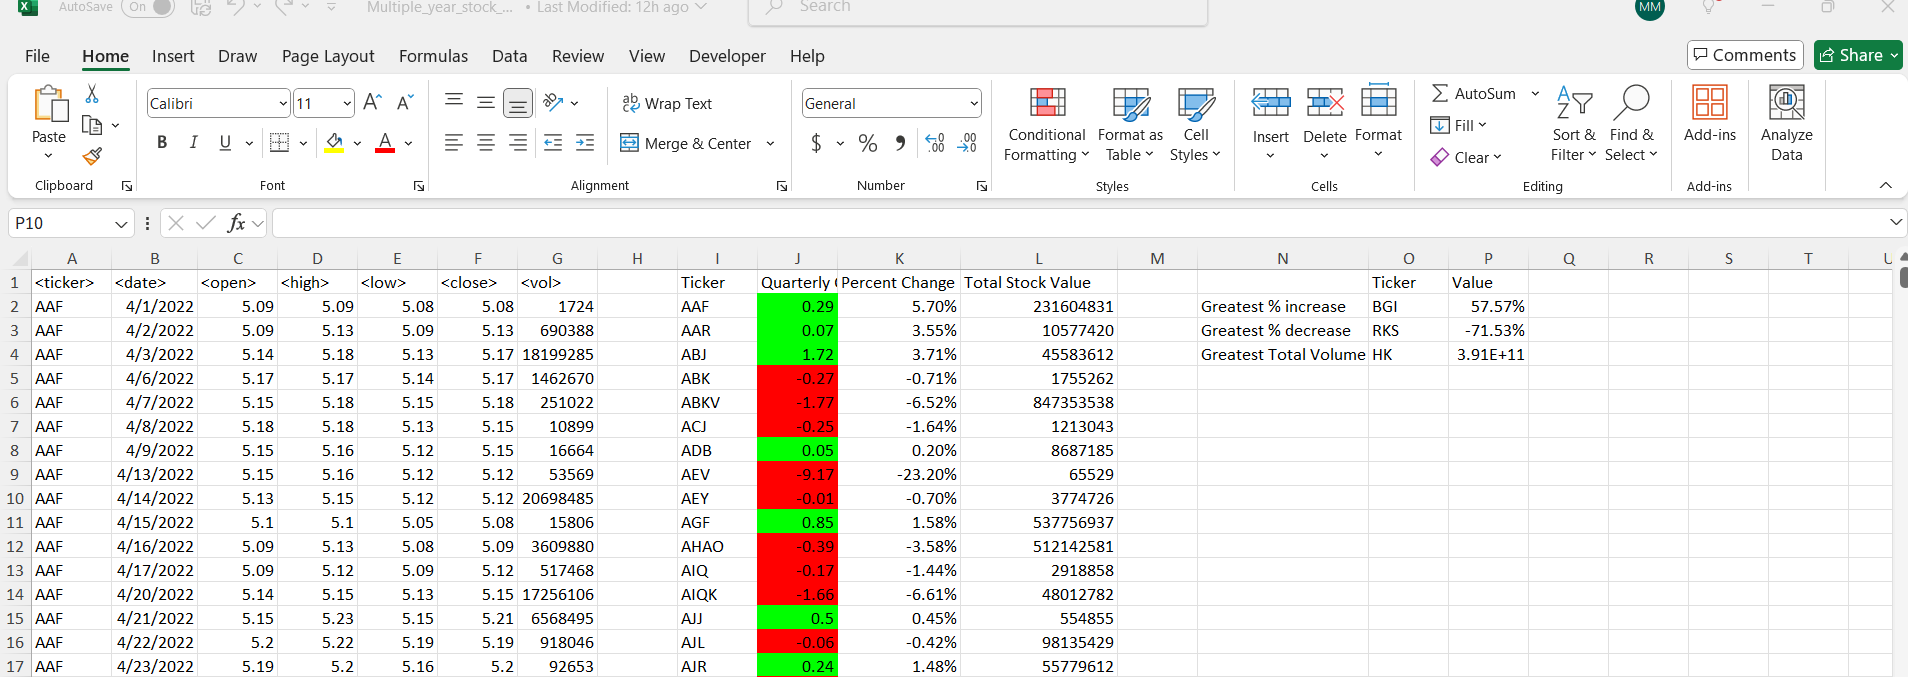 AutoSave On Multiple_year_stock_... • Last Modified: 12h ago Search MM
File Home Insert Draw Page Layout Formulas Data Review View Developer Help Comments Share
Paste Calibri 11 Wrap Text General Conditional Formatting Format as Table Cell Styles Insert Delete Format AutoSum Sort & Filter Find & Select Add-ins Analyze Data
B I U A Merge & Center $ % Fill
Clear
Clipboard Font Alignment Number Styles Cells Editing Add-ins
P10 fx
A B C D E F G H I J K L M N O P Q R S T U
1 <ticker> <date> <open> <high> <low> <close> <vol> Ticker Quarterly Percent Change Total Stock Value Ticker Value
2 AAF 4/1/2022 5.09 5.09 5.08 5.08 1724 AAF 0.29 5.70% 231604831 Greatest % increase BGI 57.57%
3 AAF 4/2/2022 5.09 5.13 5.09 5.13 690388 AAR 0.07 3.55% 10577420 Greatest % decrease RKS -71.53%
4 AAF 4/3/2022 5.14 5.18 5.13 5.17 18199285 ABJ 1.72 3.71% 45583612 Greatest Total Volume HK 3.91E+11
5 AAF 4/6/2022 5.17 5.17 5.14 5.17 1462670 ABK -0.27 -0.71% 1755262
6 AAF 4/7/2022 5.15 5.18 5.15 5.18 251022 ABKV -1.77 -6.52% 847353538
7 AAF 4/8/2022 5.18 5.18 5.13 5.15 10899 ACJ -0.25 -1.64% 1213043
8 AAF 4/9/2022 5.15 5.16 5.12 5.15 16664 ADB 0.05 0.20% 8687185
9 AAF 4/13/2022 5.15 5.16 5.12 5.12 53569 AEV -9.17 -23.20% 65529
10 AAF 4/14/2022 5.13 5.15 5.12 5.12 20698485 AEY -0.01 -0.70% 3774726
11 AAF 4/15/2022 5.1 5.1 5.05 5.08 15806 AGF 0.85 1.58% 537756937
12 AAF 4/16/2022 5.09 5.13 5.08 5.09 3609880 AHAO -0.39 -3.58% 512142581
13 AAF 4/17/2022 5.09 5.12 5.09 5.12 517468 AIQ -0.17 -1.44% 2918858
14 AAF 4/20/2022 5.14 5.15 5.13 5.15 17256106 AIQK -1.66 -6.61% 48012782
15 AAF 4/21/2022 5.15 5.23 5.15 5.21 6568495 AJJ 0.5 0.45% 554855
16 AAF 4/22/2022 5.2 5.22 5.19 5.19 918046 AJL -0.06 -0.42% 98135429
17 AAF 4/23/2022 5.19 5.2 5.16 5.2 92653 AJR 0.24 1.48% 55779612